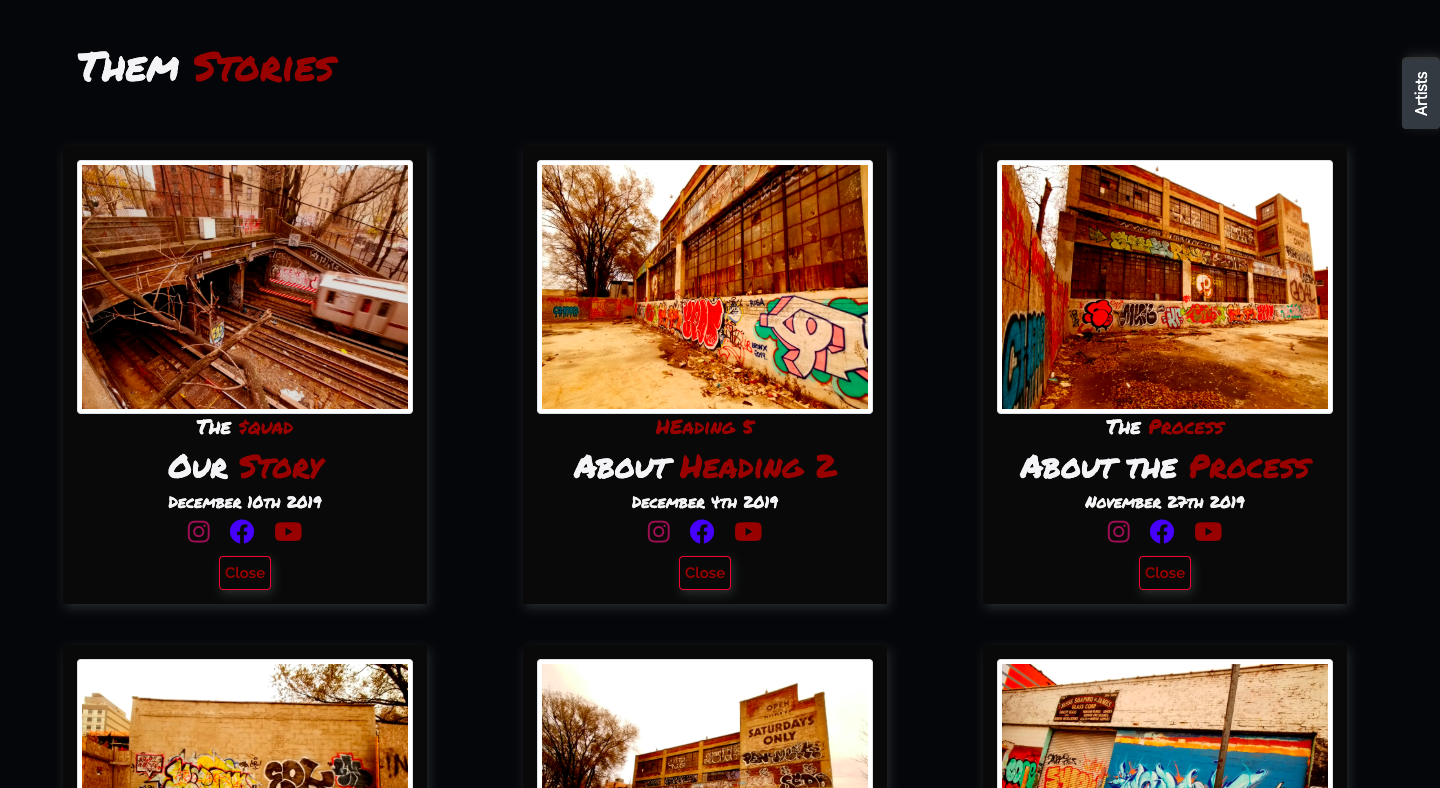 Them Stories
Artists
The $quad
Our Story
December 10th 2019
Close
HEading 5
About Heading 2
December 4th 2019
Close
The Process
About the Process
November 27th 2019
Close
OPEN
SATURDAYS
ONLY